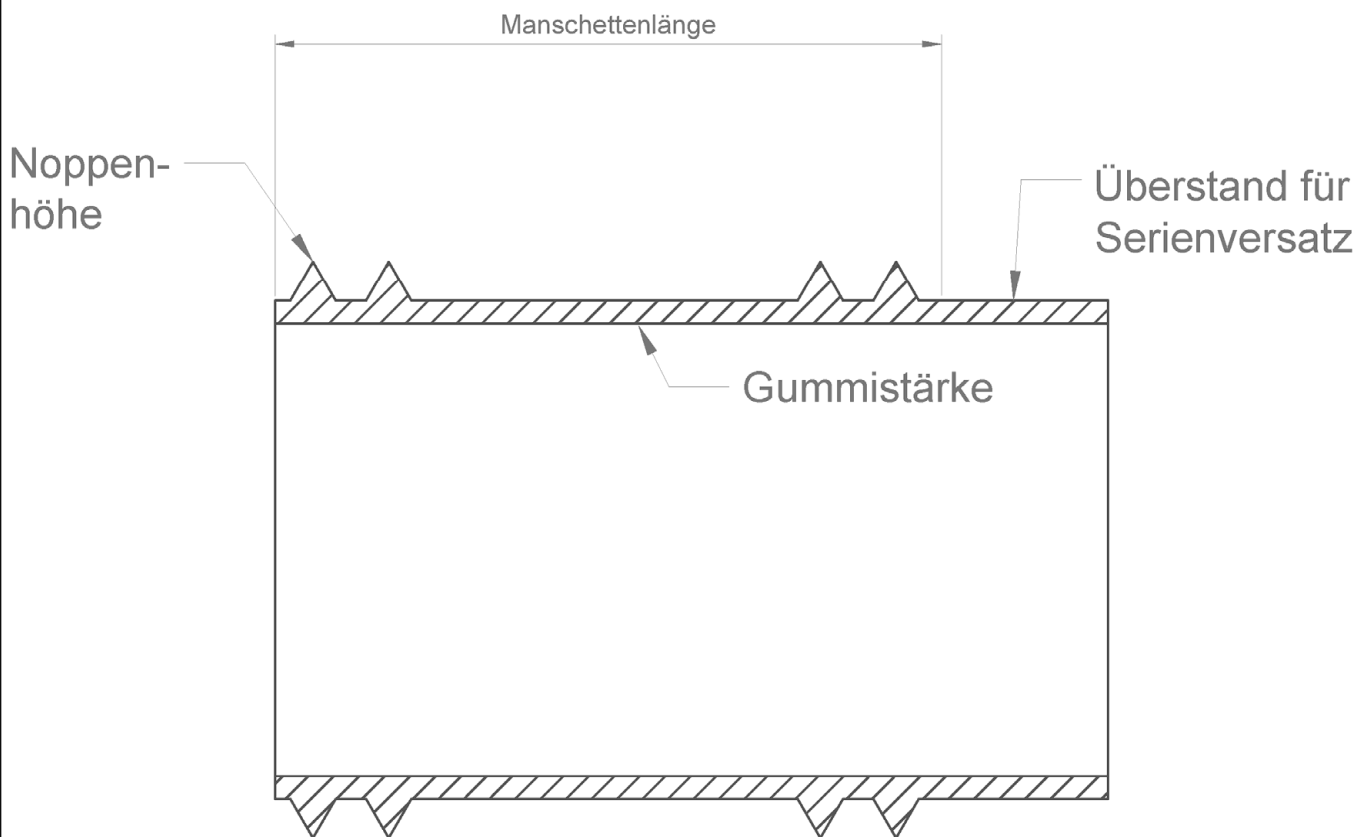 Manschettenlänge
Noppen-
höhe
Überstand für
Serienversatz
Gummistärke